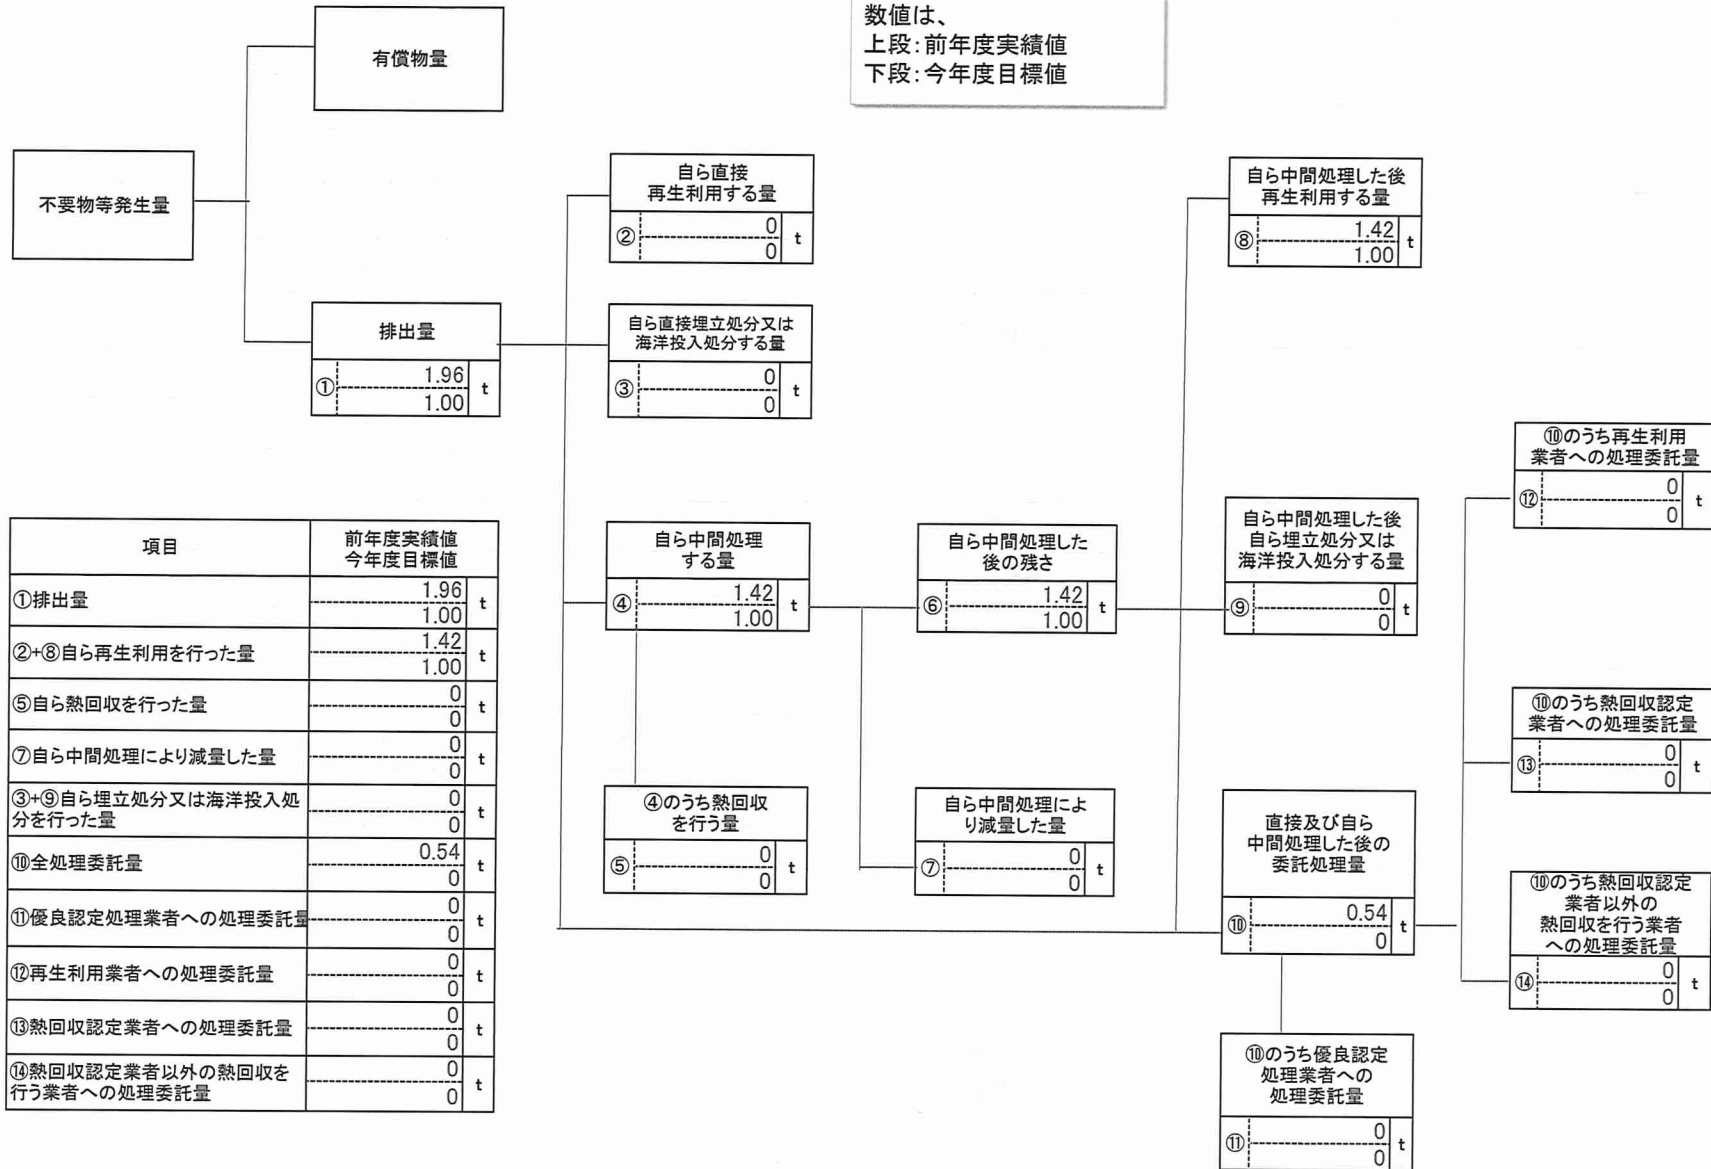 数値は、
上段:前年度実績値
下段:今年度目標値
有償物量
不要物等発生量
排出量
①
1.96
1.00
t
自ら直接
再生利用する量
②
0
0
t
自ら直接埋立処分又は
海洋投入処分する量
③
0
0
t
自ら中間処理
する量
④
1.42
1.00
t
④のうち熱回収
を行う量
⑤
0
0
t
自ら中間処理した
後の残さ
⑥
1.42
1.00
t
自ら中間処理によ
り減量した量
⑦
0
0
t
自ら中間処理した後
再生利用する量
⑧
1.42
1.00
t
自ら中間処理した後
自ら埋立処分又は
海洋投入処分する量
⑨
0
0
t
直接及び自ら
中間処理した後の
委託処理量
⑩
0.54
0
t
⑩のうち優良認定
処理業者への
処理委託量
⑪
0
0
t
⑩のうち再生利用
業者への処理委託量
⑫
0
0
t
⑩のうち熱回収認定
業者への処理委託量
⑬
0
0
t
⑩のうち熱回収認定
業者以外の
熱回収を行う業者
への処理委託量
⑭
0
0
t
項目
前年度実績値
今年度目標値
①排出量
1.96
1.00
t
②+⑧自ら再生利用を行った量
1.42
1.00
t
⑤自ら熱回収を行った量
0
0
t
⑦自ら中間処理により減量した量
0
0
t
③+⑨自ら埋立処分又は海洋投入処
分を行った量
0
0
t
⑩全処理委託量
0.54
0
t
⑪優良認定処理業者への処理委託量
0
0
t
⑫再生利用業者への処理委託量
0
0
t
⑬熱回収認定業者への処理委託量
0
0
t
⑭熱回収認定業者以外の熱回収を
行う業者への処理委託量
0
0
t